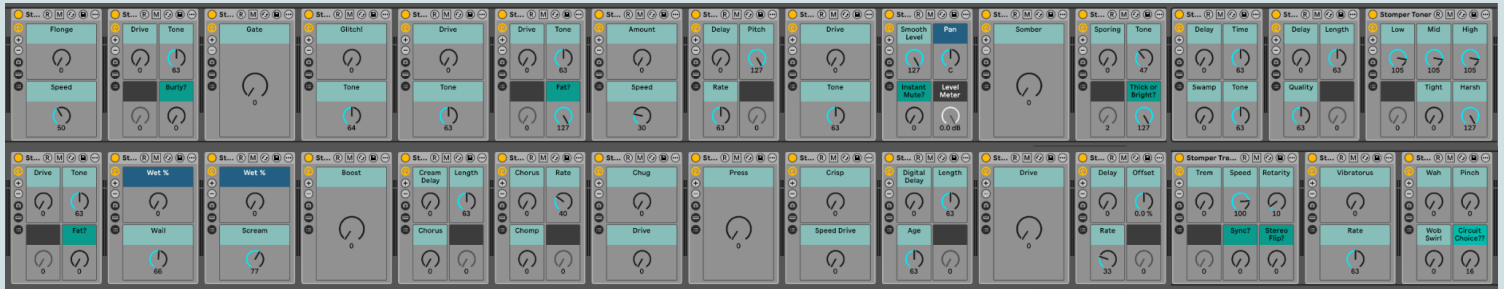 St... St... St... St... St... St... St... St... St... St... St... St... St... St... Stomper Toner
Flonge Drive Tone Gate Glitch! Drive Drive Tone Amount Delay Pitch Drive Smooth Level Pan Somber Sporing Tone Delay Time Delay Length Low Mid High
0 0 63 0 0 0 0 63 0 0 127 0 127 C 0 0 47 0 63 0 63 105 105 105
Speed Burly? Tone Tone Fat? Speed Rate Tone Instant Mute? Level Meter Thick or Bright? Swamp Tone Quality Tight Harsh
50 0 0 64 63 0 127 30 63 0 63 0 0.0 dB 2 127 0 63 63 0 0 0 127
St... St... St... St... St... St... St... St... St... St... St... St... Stomper Tre... St... St...
Drive Tone Wet % Wet % Boost Cream Delay Length Chorus Rate Chug Press Crisp Digital Delay Length Drive Delay Offset Trem Speed Rotarity Vibratorus Wah Pinch
0 63 0 0 0 0 63 0 40 0 0 0 0 63 0 0 0.0 % 0 100 10 0 0 0
Fat? Wail Scream Chorus Chomp Drive Speed Drive Age Rate Sync? Stereo Flip? Rate Wob Swirl Circuit Choice??
0 0 66 77 0 0 0 0 0 0 63 0 33 0 0 0 0 63 0 16